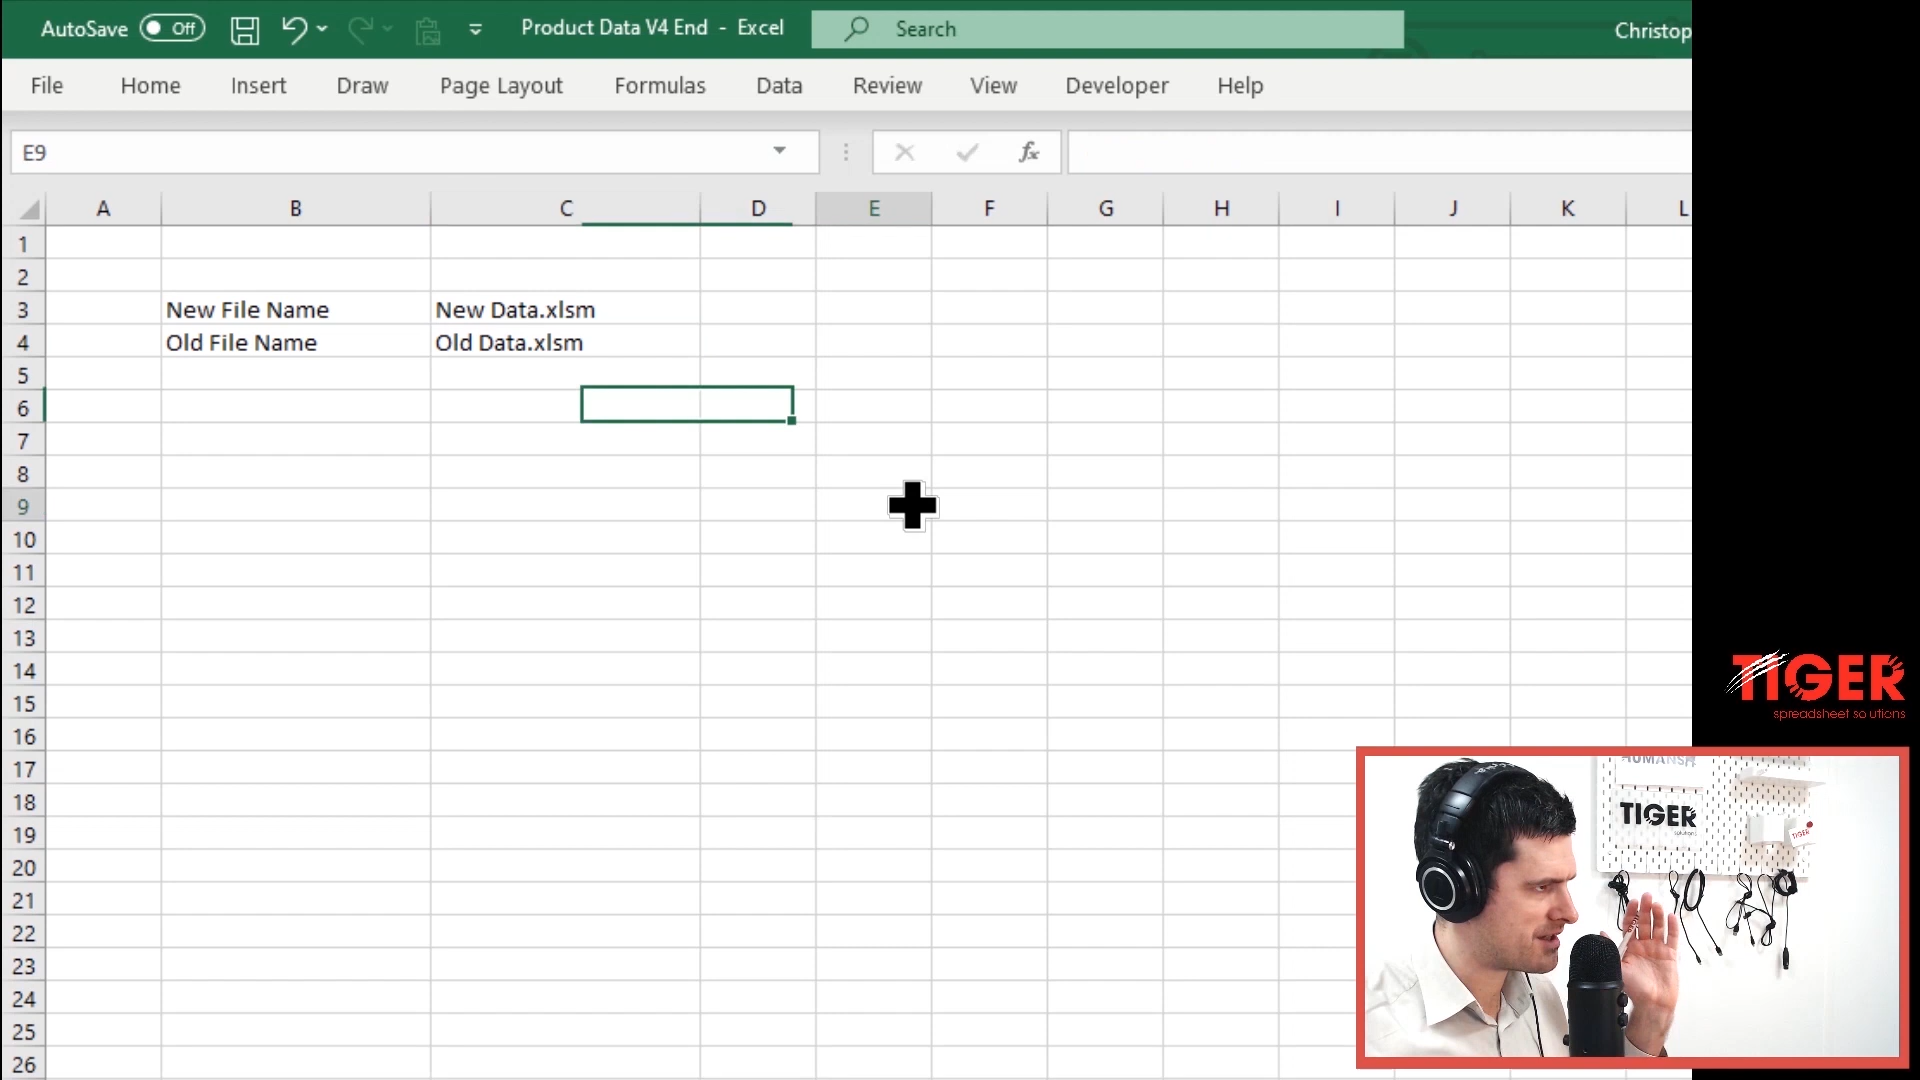 AutoSave Off Product Data V4 End - Excel Search Christop
File Home Insert Draw Page Layout Formulas Data Review View Developer Help
E9 fx
A B C D E F G H I J K L
1
2
3 New File Name New Data.xlsm
4 Old File Name Old Data.xlsm
5
6
7
8
9
10
11
12
13
14
15
16
17
18
19
20
21
22
23
24
25
26
TIGER
spreadsheet solutions
TIGER
solutions
TIGER